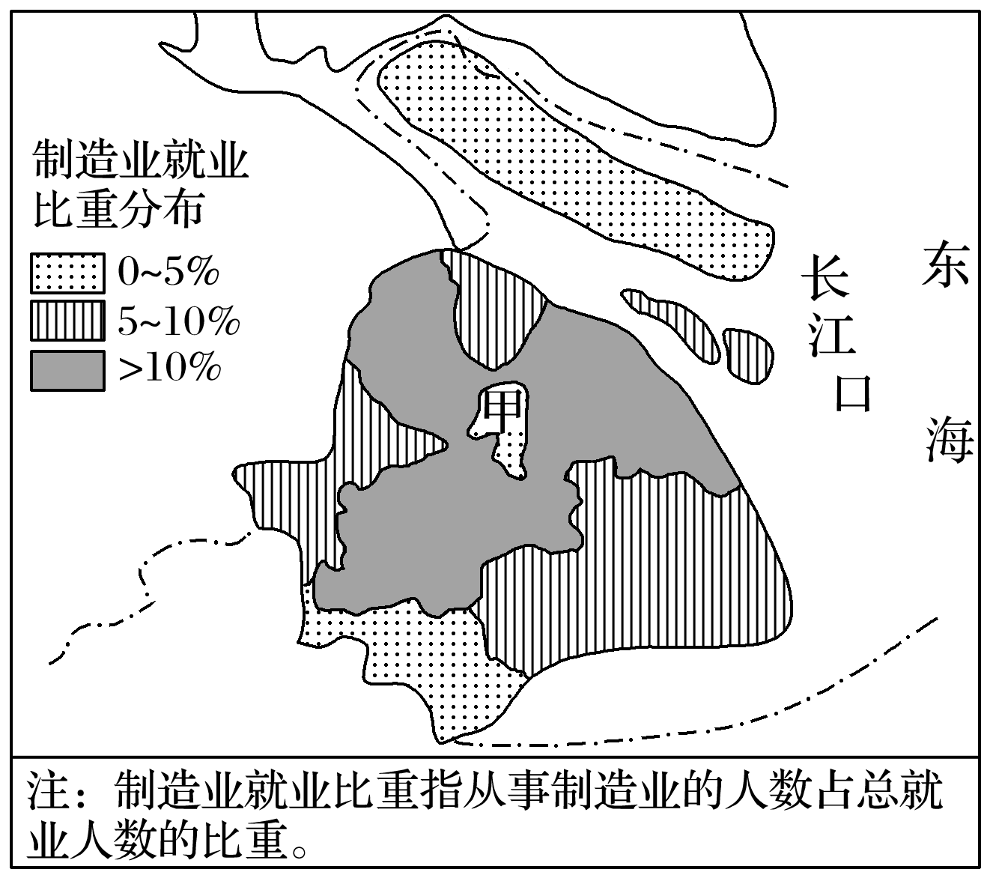 制造业就业
比重分布
0~5%
5~10%
>10%
甲
长
江
口
东
海
注：制造业就业比重指从事制造业的人数占总就
业人数的比重。